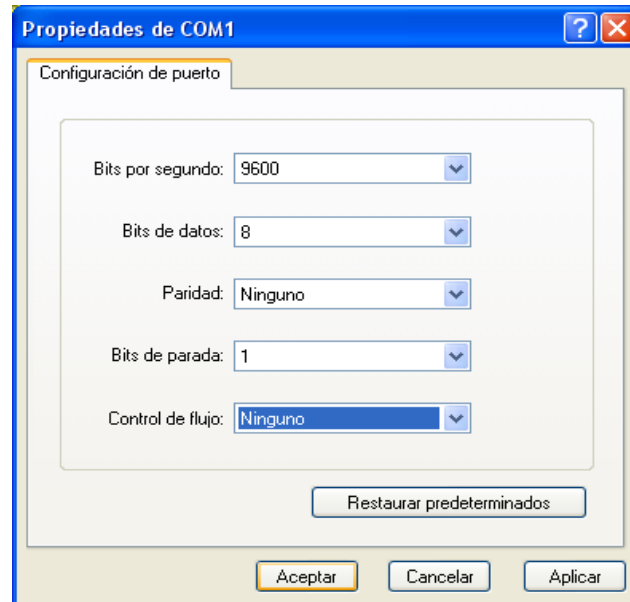 Propiedades de COM1
Configuración de puerto
Bits por segundo: 9600
Bits de datos: 8
Paridad: Ninguno
Bits de parada: 1
Control de flujo: Ninguno
Restaurar predeterminados
Aceptar Cancelar Aplicar